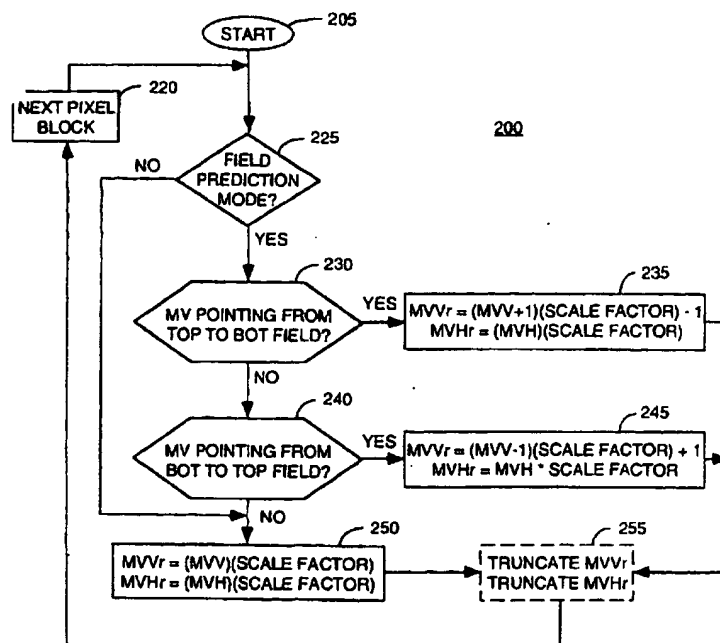 START
205
220
NEXT PIXEL
BLOCK
225
200
FIELD
PREDICTION
MODE?
NO
YES
230
MV POINTING FROM
TOP TO BOT FIELD?
YES
235
MVVr = (MVV+1)(SCALE FACTOR) - 1
MVHr = (MVH)(SCALE FACTOR)
NO
240
MV POINTING FROM
BOT TO TOP FIELD?
YES
245
MVVr = (MVV-1)(SCALE FACTOR) + 1
MVHr = MVH * SCALE FACTOR
NO
250
MVVr = (MVV)(SCALE FACTOR)
MVHr = (MVH)(SCALE FACTOR)
255
TRUNCATE MVVr
TRUNCATE MVHr